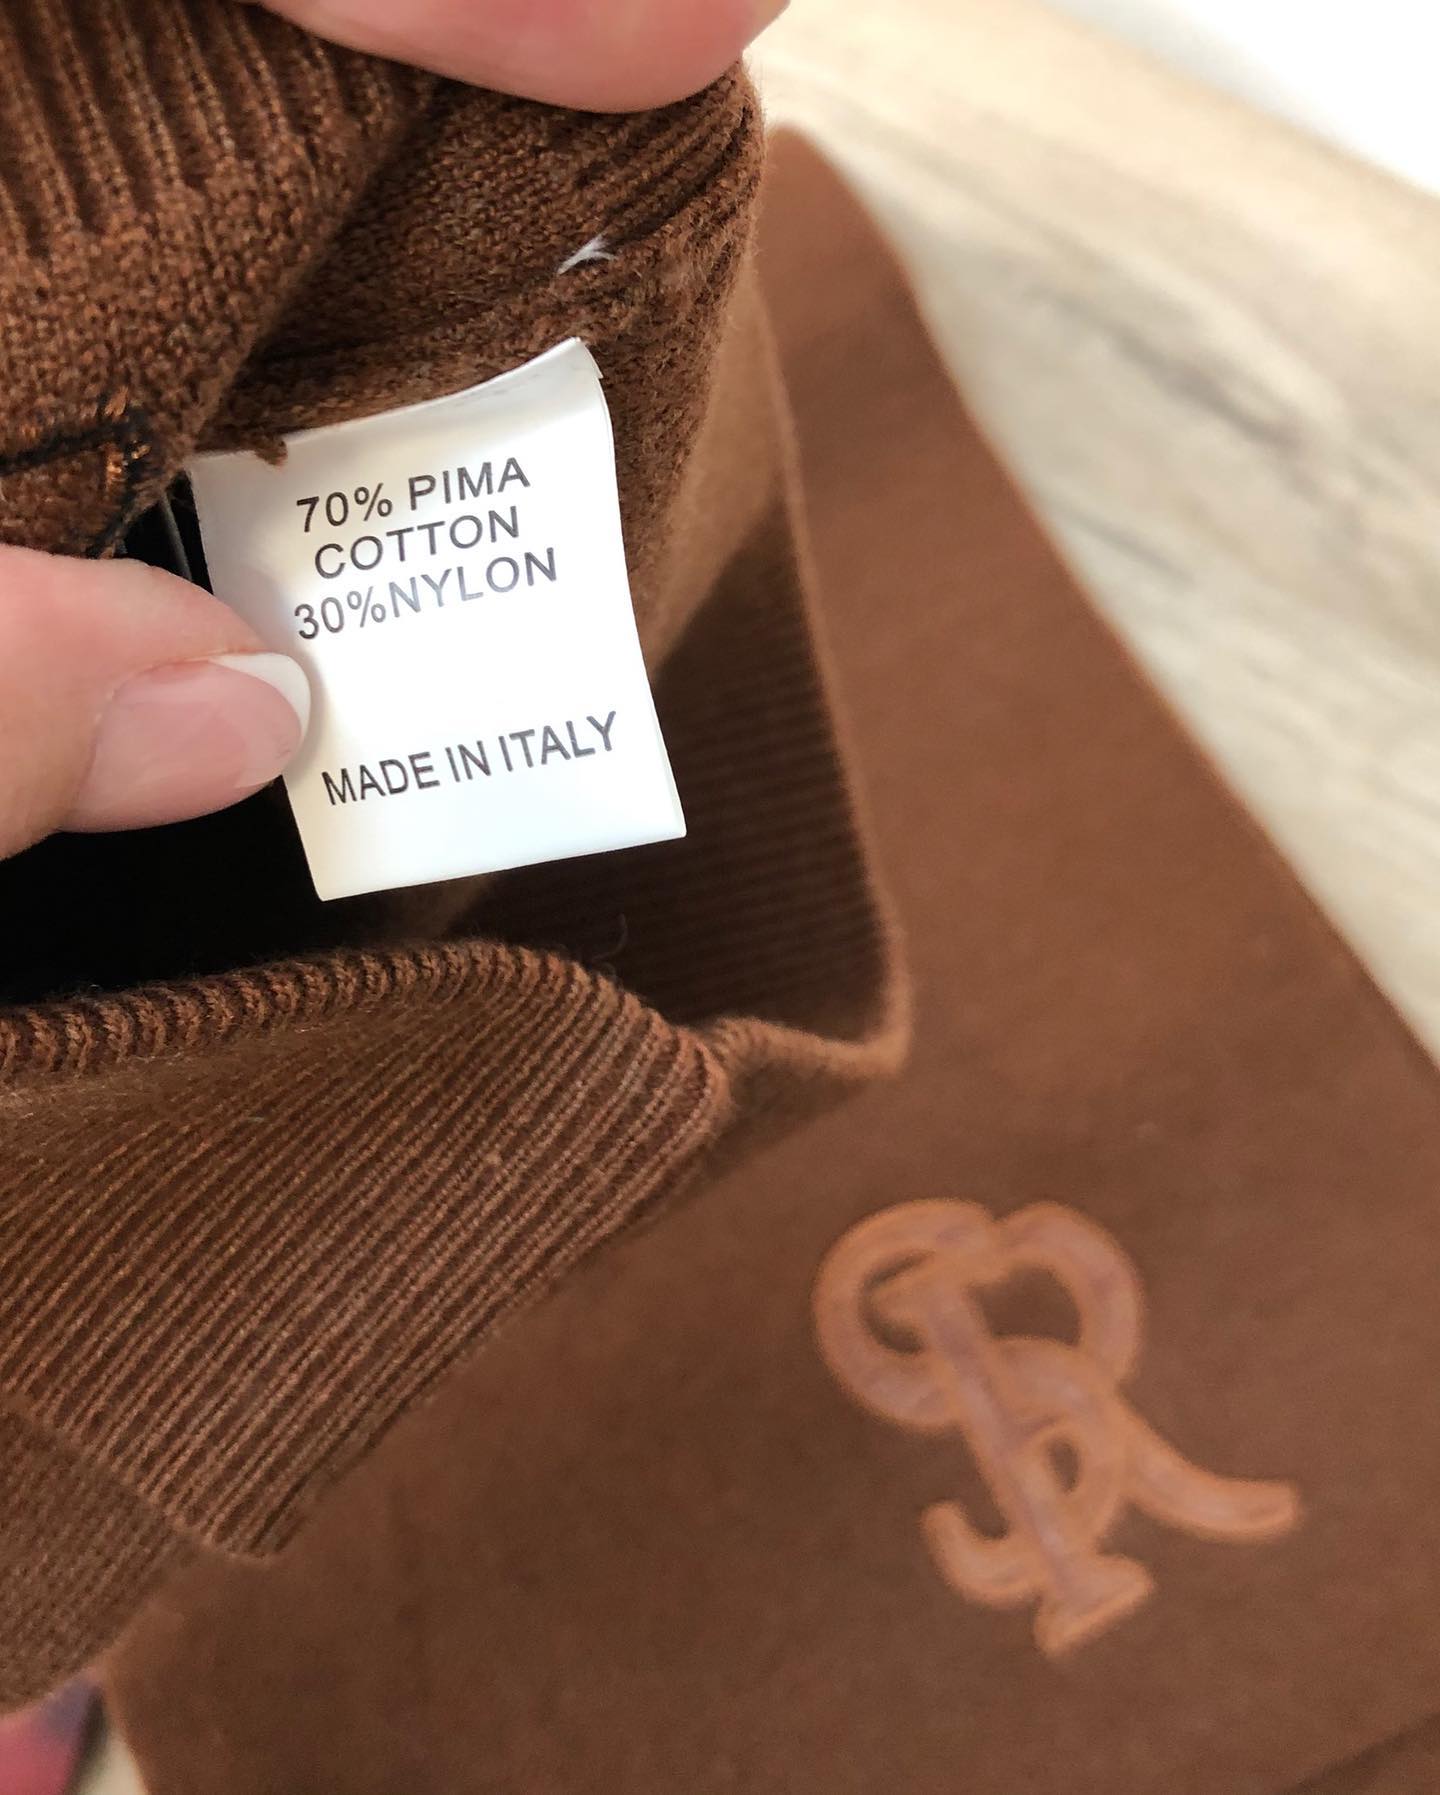 70% PIMA
COTTON
30%NYLON
MADE IN ITALY